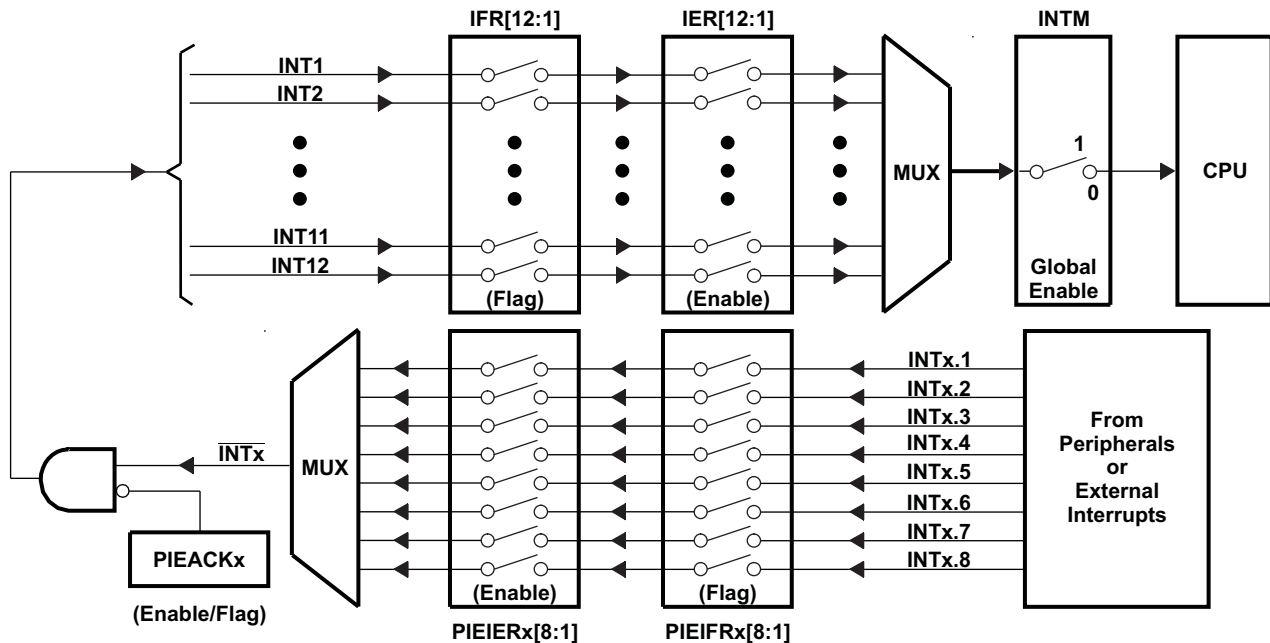 IFR[12:1]
IER[12:1]
INTM
INT1
INT2
INT11
INT12
(Flag)
(Enable)
MUX
1
0
Global
Enable
CPU
INTx
MUX
PIEACKx
(Enable/Flag)
(Enable)
(Flag)
PIEIERx[8:1]
PIEIFRx[8:1]
INTx.1
INTx.2
INTx.3
INTx.4
INTx.5
INTx.6
INTx.7
INTx.8
From
Peripherals
or
External
Interrupts